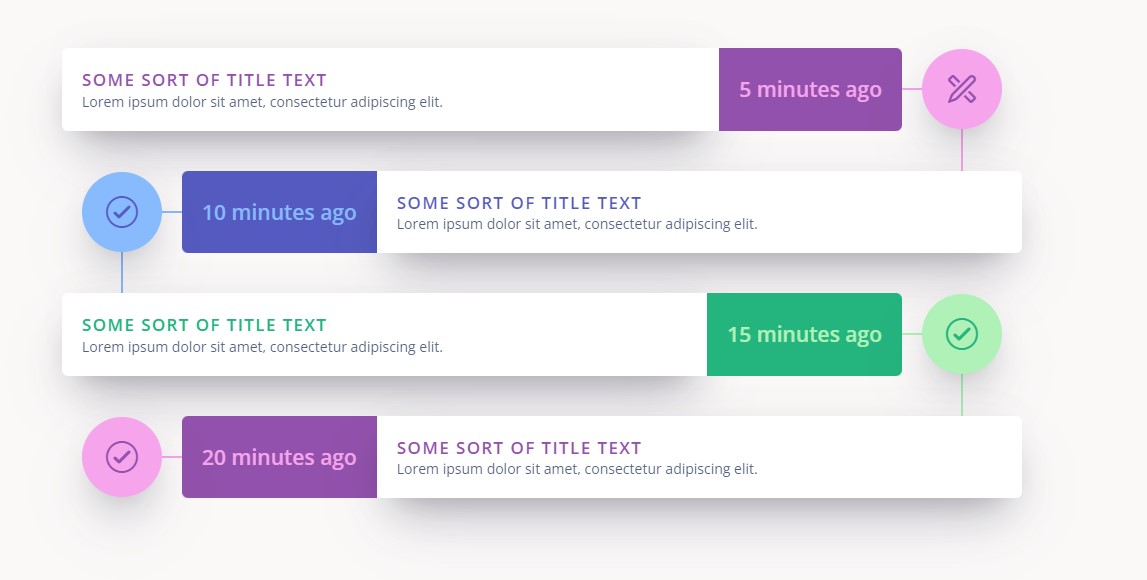 SOME SORT OF TITLE TEXT
Lorem ipsum dolor sit amet, consectetur adipiscing elit.
5 minutes ago
10 minutes ago
SOME SORT OF TITLE TEXT
Lorem ipsum dolor sit amet, consectetur adipiscing elit.
SOME SORT OF TITLE TEXT
Lorem ipsum dolor sit amet, consectetur adipiscing elit.
15 minutes ago
20 minutes ago
SOME SORT OF TITLE TEXT
Lorem ipsum dolor sit amet, consectetur adipiscing elit.